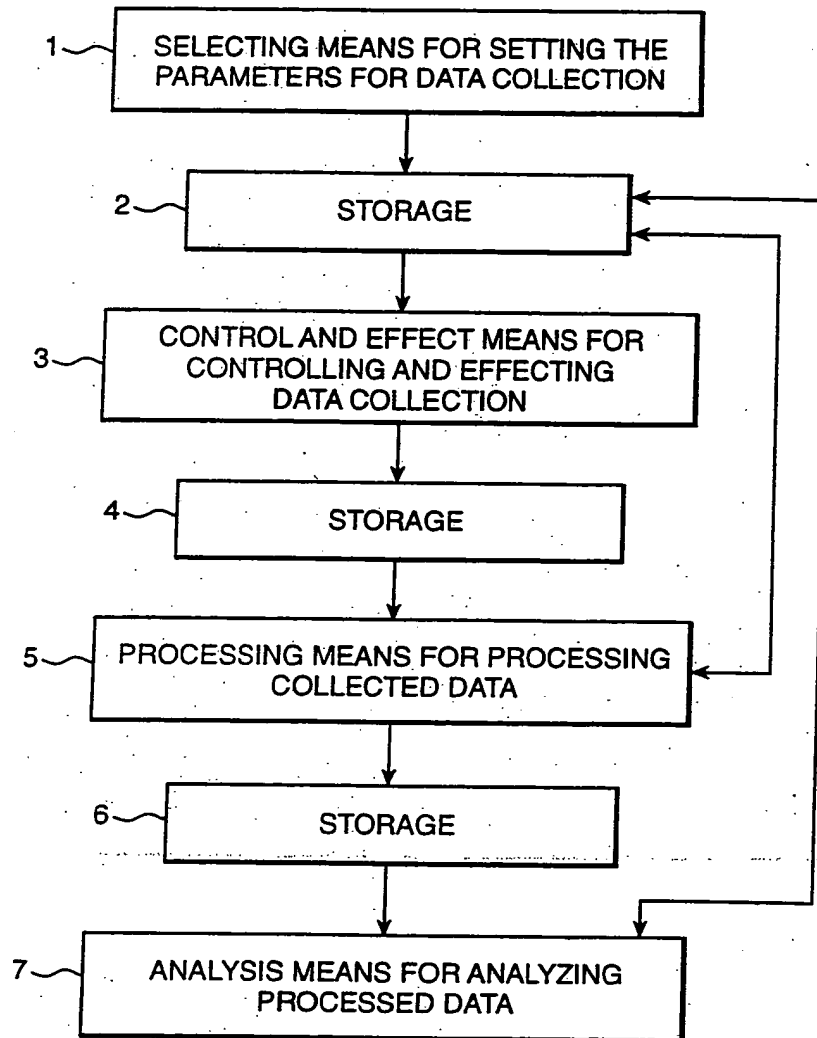 1
SELECTING MEANS FOR SETTING THE
PARAMETERS FOR DATA COLLECTION
2
STORAGE
3
CONTROL AND EFFECT MEANS FOR
CONTROLLING AND EFFECTING
DATA COLLECTION
4
STORAGE
5
PROCESSING MEANS FOR PROCESSING
COLLECTED DATA
6
STORAGE
7
ANALYSIS MEANS FOR ANALYZING
PROCESSED DATA